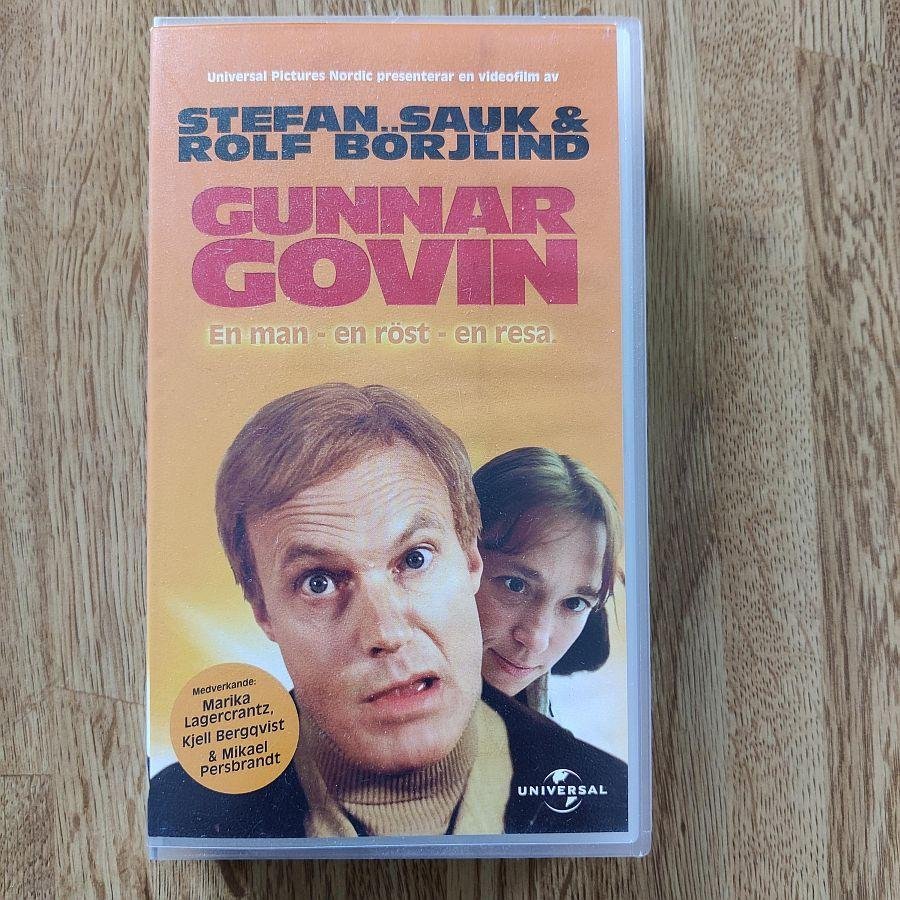 Universal Pictures Nordic presenterar en videofilm av
STEFAN SAUK &
ROLF BÖRJLIND
GUNNAR
GOVIN
En man - en röst - en resa.
Medverkande:
Marika
Lagercrantz,
Kjell Bergqvist
& Mikael
Persbrandt
UNIVERSAL